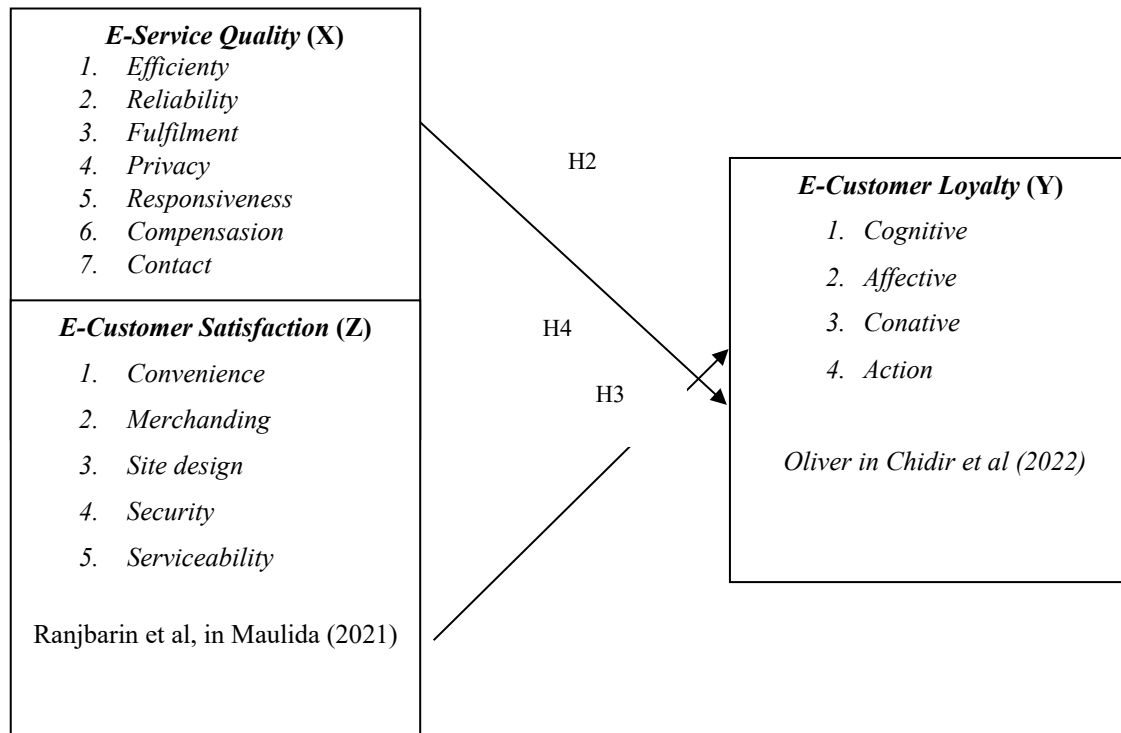 E-Service Quality (X)
1. Efficienty
2. Reliability
3. Fulfilment
4. Privacy
5. Responsiveness
6. Compensasion
7. Contact
E-Customer Satisfaction (Z)
1. Convenience
2. Merchanding
3. Site design
4. Security
5. Serviceability
Ranjbarin et al, in Maulida (2021)
H2
H4
H3
E-Customer Loyalty (Y)
1. Cognitive
2. Affective
3. Conative
4. Action
Oliver in Chidir et al (2022)